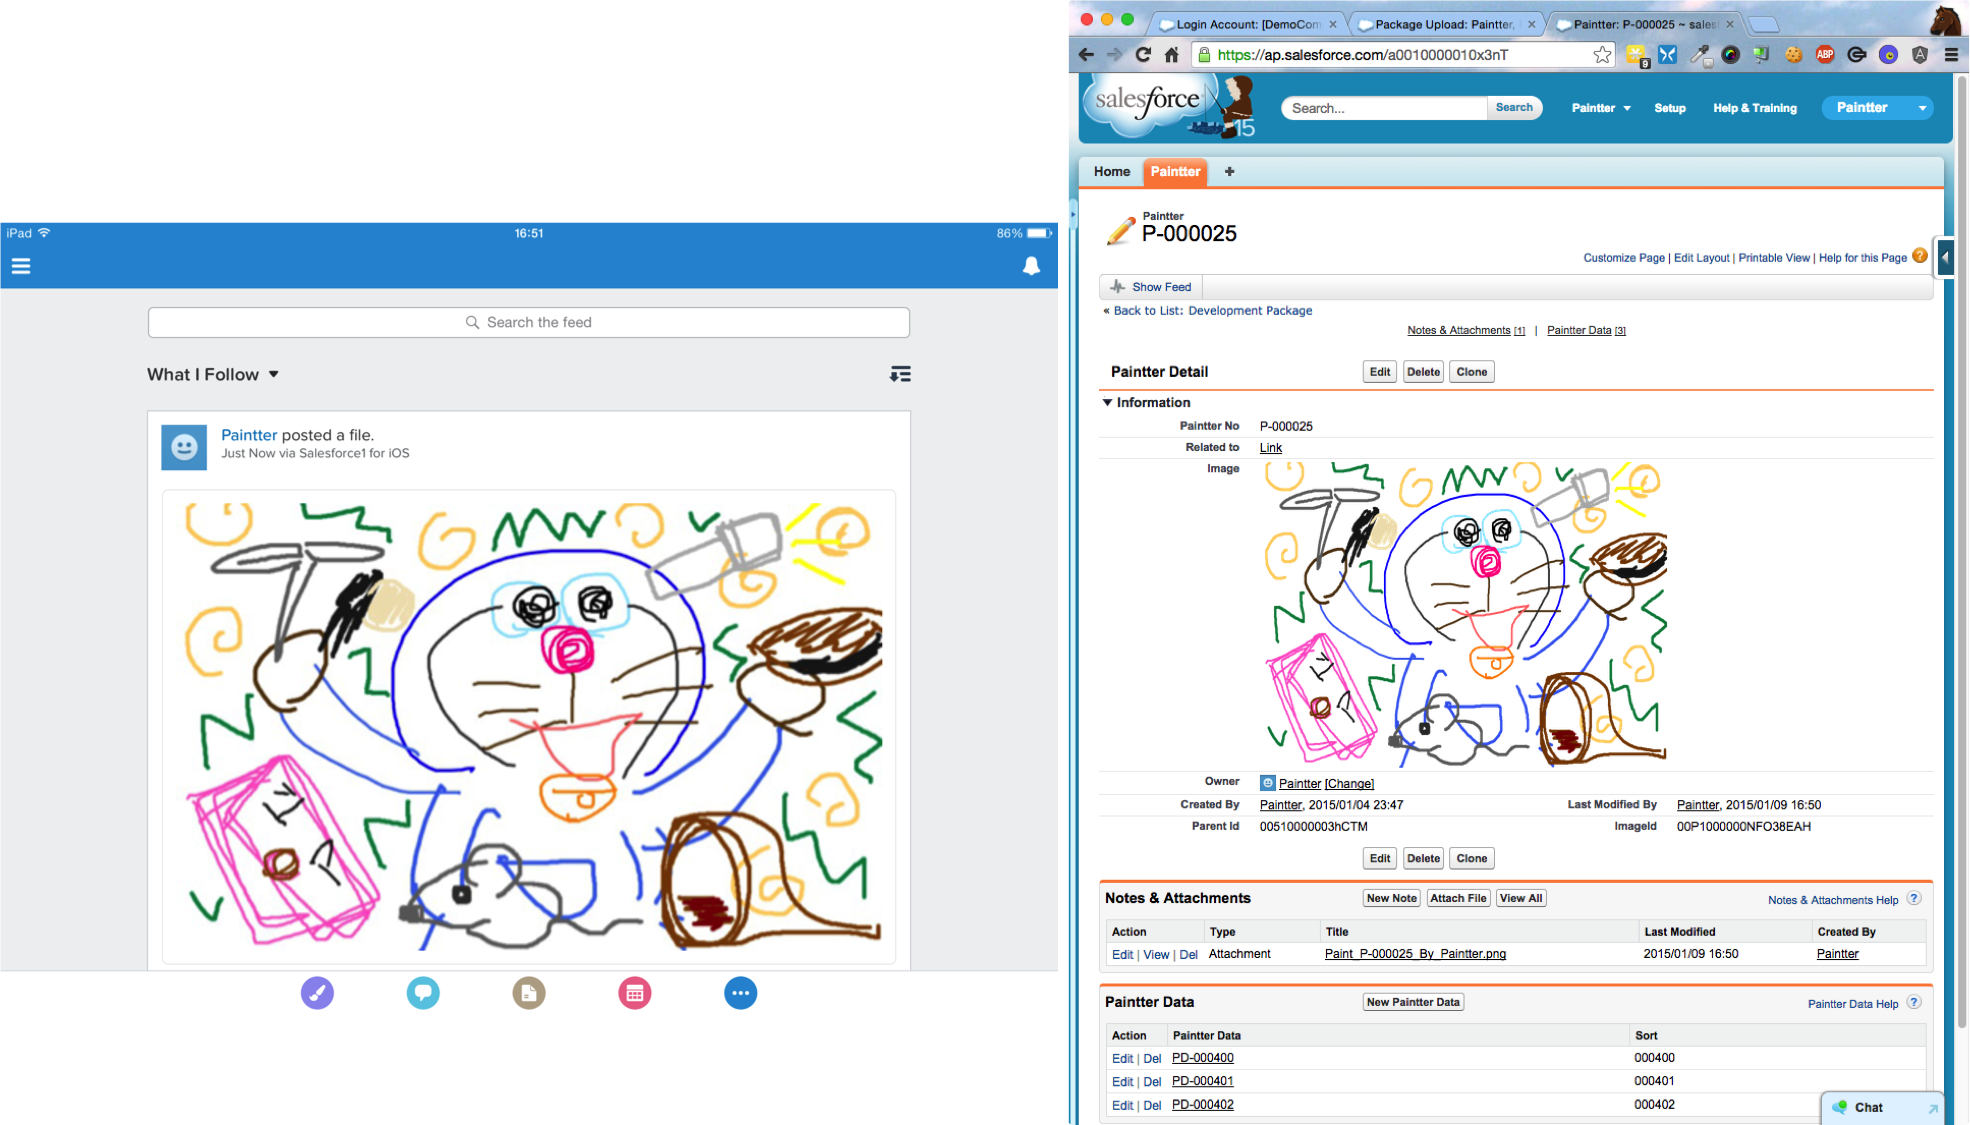 iPad
16:51
86%
Search the feed
What I Follow
Paintter posted a file.
Just Now via Salesforce1 for iOS
Login Account: [DemoCom
Package Upload: Paintter,
Paintter: P-000025 ~ sales
https://ap.salesforce.com/a0010000010x3nT
9
ABP
salesforce
15
Search...
Search
Paintter
Setup
Help & Training
Paintter
Home
Paintter
+
Paintter
P-000025
Customize Page | Edit Layout | Printable View | Help for this Page ?
Show Feed
« Back to List: Development Package
Notes & Attachments [1] | Paintter Data [3]
Paintter Detail
Edit
Delete
Clone
Information
Paintter No P-000025
Related to Link
Image
Owner Paintter [Change]
Created By Paintter, 2015/01/04 23:47 Last Modified By Paintter, 2015/01/09 16:50
Parent Id 00510000003hCTM ImageId 00P1000000NFO38EAH
Edit
Delete
Clone
Notes & Attachments
New Note
Attach File
View All
Notes & Attachments Help ?
Action Type Title Last Modified Created By
Edit | View | Del Attachment Paint_P-000025_By_Paintter.png 2015/01/09 16:50 Paintter
Paintter Data
New Paintter Data
Paintter Data Help ?
Action Paintter Data Sort
Edit | Del PD-000400 000400
Edit | Del PD-000401 000401
Edit | Del PD-000402 000402
Chat